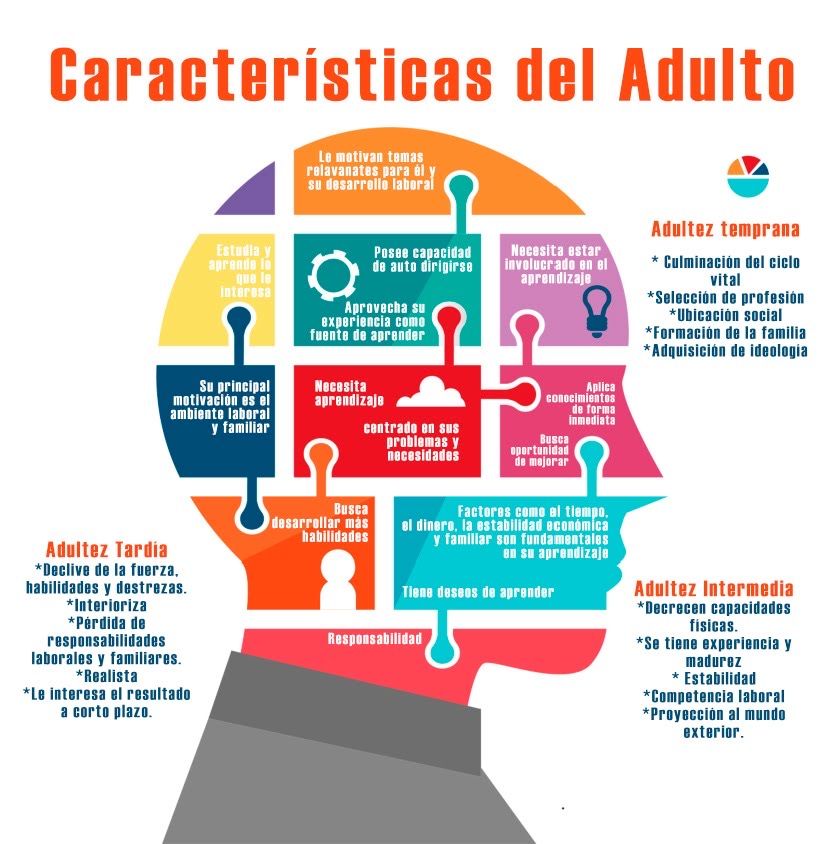 Características del Adulto
Le motivan temas
relavanates para él y
su desarrollo laboral
Estudia y
aprende lo
que le
interesa
Posee capacidad
de auto dirigirse
Aprovecha su
experiencia como
fuente de aprender
Necesita estar
involucrado en el
aprendizaje
Adultez temprana
* Culminación del ciclo
vital
*Selección de profesión
*Ubicación social
*Formación de la familia
*Adquisición de ideología
Su principal
motivación es el
ambiente laboral
y familiar
Necesita
aprendizaje
centrado en sus
problemas y
necesidades
Aplica
conocimientos
de forma
inmediata
Busca
oportunidad
de mejorar
Busca
desarrollar más
habilidades
Factores como el tiempo,
el dinero, la estabilidad económica
y familiar son fundamentales
en su aprendizaje
Tiene deseos de aprender
Responsabilidad
Adultez Tardía
*Declive de la fuerza,
habilidades y destrezas.
*Interioriza
*Pérdida de
responsabilidades
laborales y familiares.
*Realista
*Le interesa el resultado
a corto plazo.
Adultez Intermedia
*Decrecen capacidades
físicas.
*Se tiene experiencia y
madurez
* Estabilidad
*Competencia laboral
*Proyección al mundo
exterior.